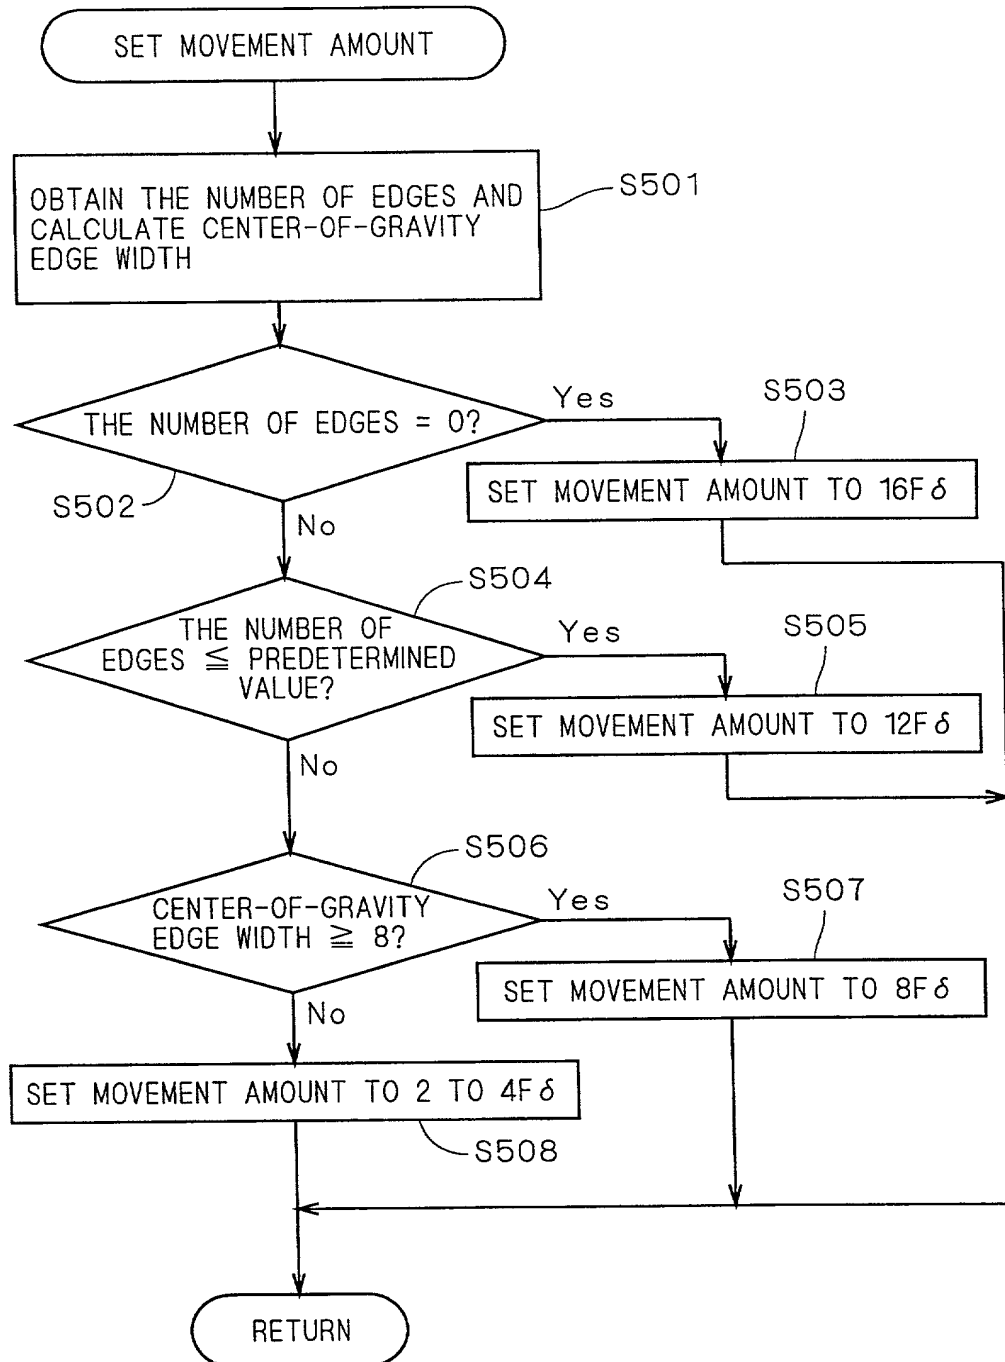 SET MOVEMENT AMOUNT
OBTAIN THE NUMBER OF EDGES AND
CALCULATE CENTER-OF-GRAVITY
EDGE WIDTH
S501
THE NUMBER OF EDGES = 0?
Yes
S503
S502
SET MOVEMENT AMOUNT TO 16Fδ
No
S504
THE NUMBER OF
EDGES ≦ PREDETERMINED
VALUE?
Yes
S505
SET MOVEMENT AMOUNT TO 12Fδ
No
S506
CENTER-OF-GRAVITY
EDGE WIDTH ≧ 8?
Yes
S507
SET MOVEMENT AMOUNT TO 8Fδ
No
SET MOVEMENT AMOUNT TO 2 TO 4Fδ
S508
RETURN